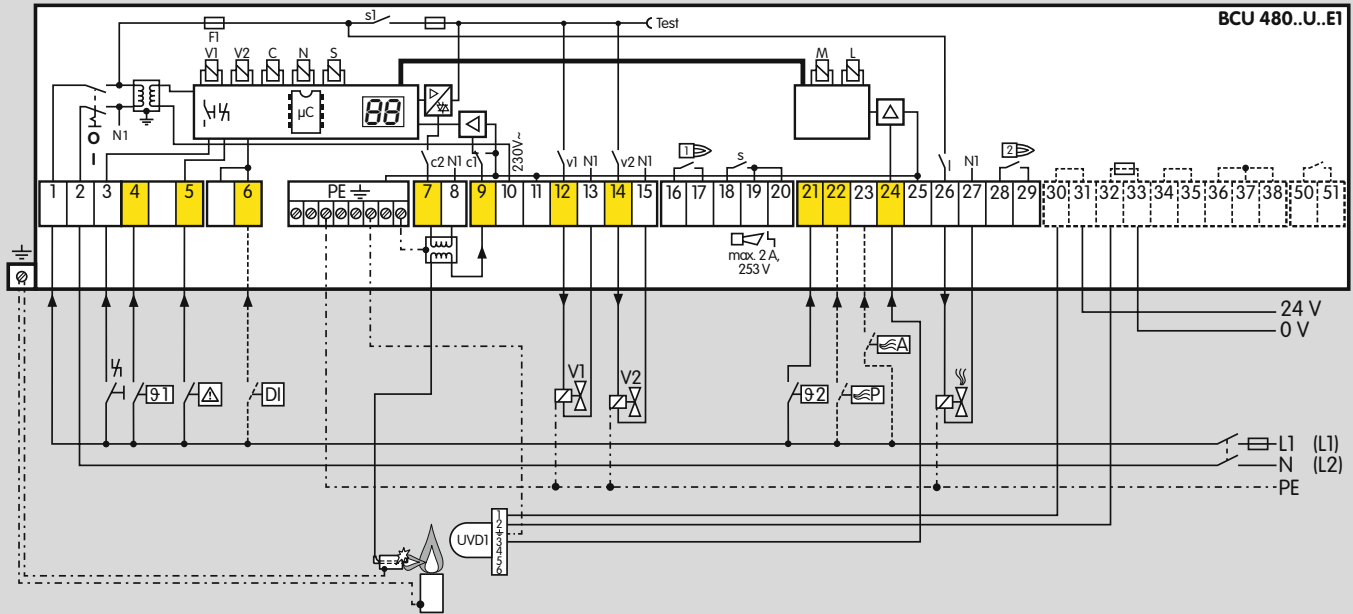 BCU 480..U..E1
s1
Test
F1
V1 V2 C N S
M L
µC
88
N1
O
I
230V~
c2 N1 c1
v1 N1
v2 N1
1
s
I N1
2
1 2 3 4 5 6
PE
7 8 9 10 11 12 13 14 15 16 17 18 19 20 21 22 23 24 25 26 27 28 29 30 31 32 33 34 35 36 37 38 50 51
max. 2 A,
253 V
24 V
0 V
A
V1
V2
ϑ1
DI
ϑ2
P
L1 (L1)
N (L2)
PE
UVD1
1
2
3
4
5
6